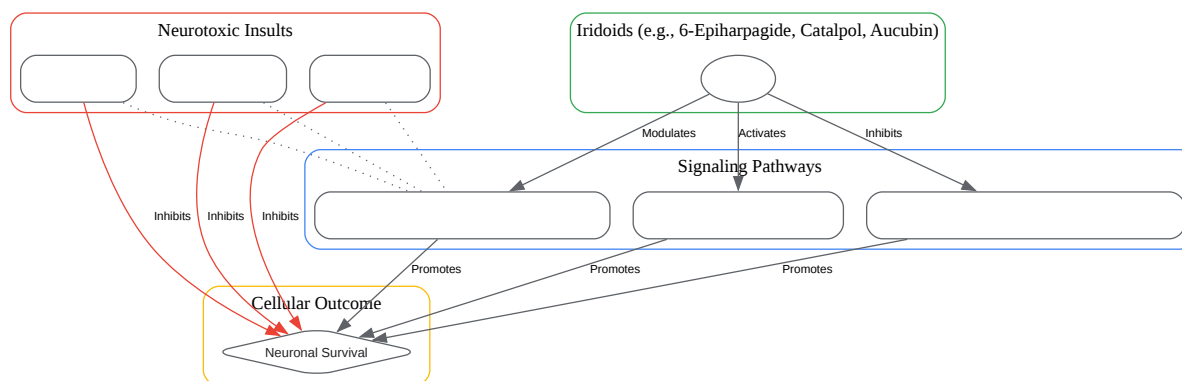 Neurotoxic Insults
Iridoids (e.g., 6-Epiharpagide, Catalpol, Aucubin)
Modulates
Activates
Inhibits
Signaling Pathways
Inhibits
Inhibits
Inhibits
Promotes
Promotes
Promotes
Cellular Outcome
Neuronal Survival